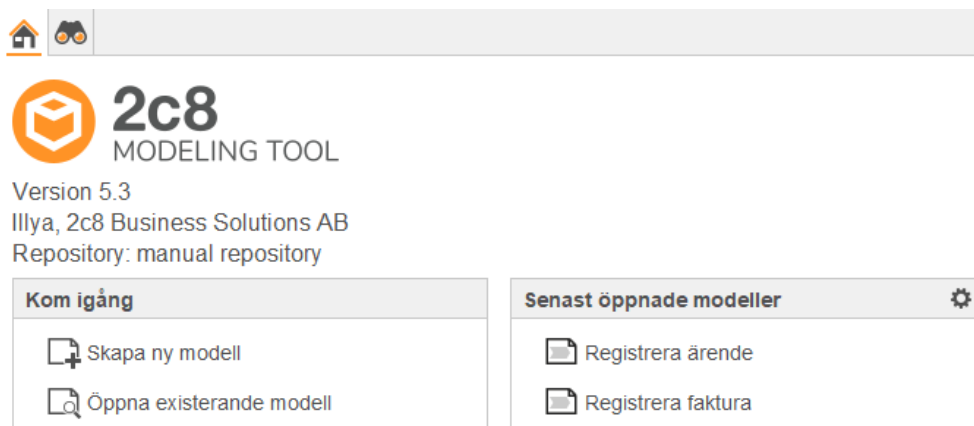 2c8
MODELING TOOL
Version 5.3
Illya, 2c8 Business Solutions AB
Repository: manual repository
Kom igång
Skapa ny modell
Öppna existerande modell
Senast öppnade modeller
Registrera ärende
Registrera faktura